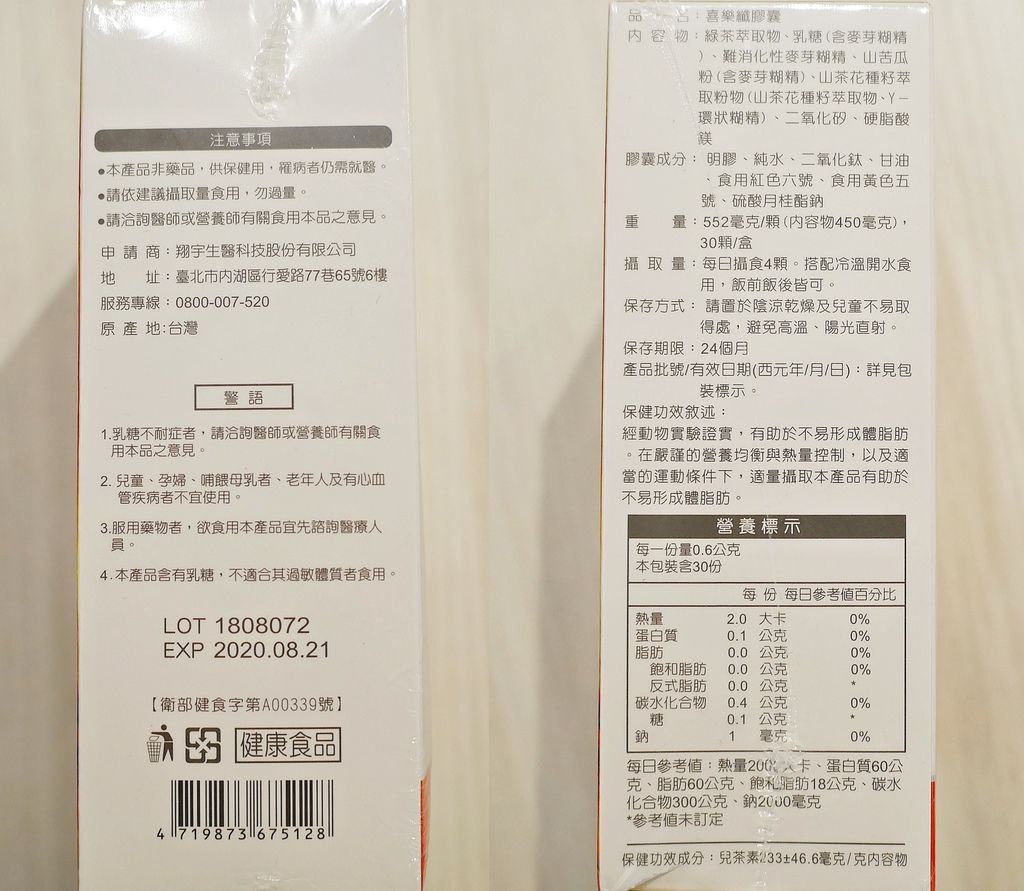 注意事項
●本產品非藥品，供保健用，罹病者仍需就醫。
●請依建議攝取量食用，勿過量。
●請洽詢醫師或營養師有關食用本品之意見。
申請商：翔宇生醫科技股份有限公司
地　址：臺北市內湖區行愛路77巷65號6樓
服務專線：0800-007-520
原產地:台灣
警語
1.乳糖不耐症者，請洽詢醫師或營養師有關食
用本品之意見。
2.兒童、孕婦、哺餵母乳者、老年人及有心血
管疾病者不宜使用。
3.服用藥物者，欲食用本產品宜先諮詢醫療人
員。
4.本產品含有乳糖，不適合其過敏體質者食用。
LOT 1808072
EXP 2020.08.21
【衛部健食字第A00339號】
健康食品
4 719873 675128
品　名：喜樂纖膠囊
內容物：綠茶萃取物、乳糖(含麥芽糊精
)、難消化性麥芽糊精、山苦瓜
粉(含麥芽糊精)、山茶花種籽萃
取粉物(山茶花種籽萃取物、Y－
環狀糊精)、二氧化矽、硬脂酸
鎂
膠囊成分：明膠、純水、二氧化鈦、甘油
、食用紅色六號、食用黃色五
號、硫酸月桂酯鈉
重　量：552毫克/顆(內容物450毫克)，
30顆/盒
攝取量：每日攝食4顆。搭配冷溫開水食
用，飯前飯後皆可。
保存方式：請置於陰涼乾燥及兒童不易取
得處，避免高溫、陽光直射。
保存期限：24個月
產品批號/有效日期(西元年/月/日)：詳見包
裝標示。
保健功效敘述：
經動物實驗證實，有助於不易形成體脂肪
。在嚴謹的營養均衡與熱量控制，以及適
當的運動條件下，適量攝取本產品有助於
不易形成體脂肪。
營養標示
每一份量0.6公克
本包裝含30份
每份 每日參考值百分比
熱量 2.0 大卡 0%
蛋白質 0.1 公克 0%
脂肪 0.0 公克 0%
飽和脂肪 0.0 公克 0%
反式脂肪 0.0 公克 *
碳水化合物 0.4 公克 0%
糖 0.1 公克 *
鈉 1 毫克 0%
每日參考值：熱量2000大卡、蛋白質60公
克、脂肪60公克、飽和脂肪18公克、碳水
化合物300公克、鈉2000毫克
*參考值未訂定
保健功效成分：兒茶素233±46.6毫克/克內容物